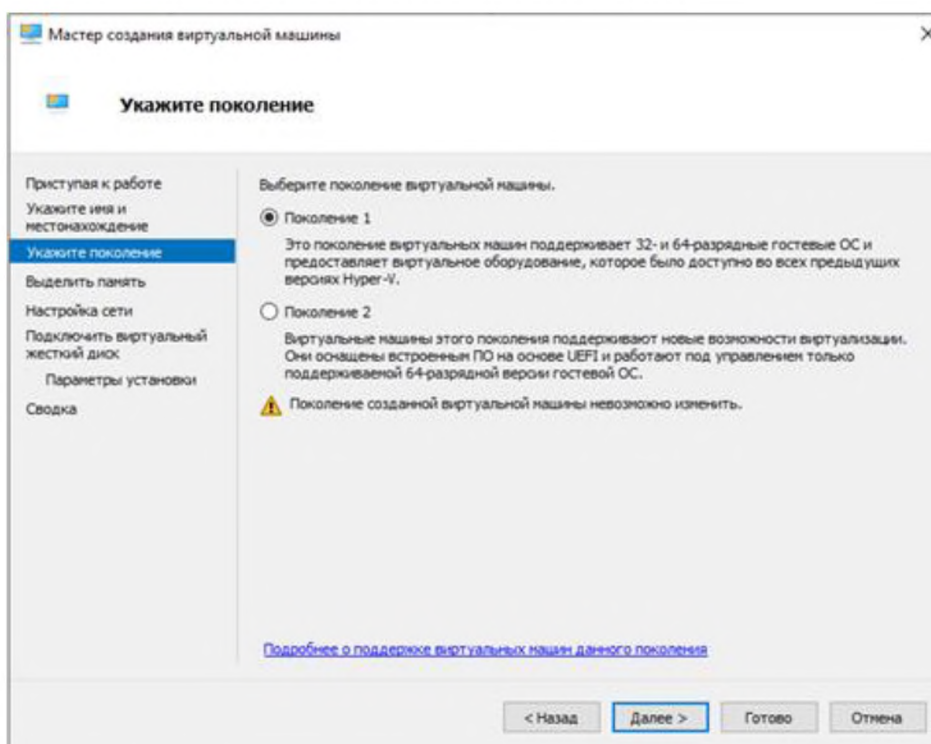 Мастер создания виртуальной машины
Укажите поколение
Приступая к работе
Укажите имя и
местонахождение
Укажите поколение
Выделить память
Настройка сети
Подключить виртуальный
жесткий диск
Параметры установки
Сводка
Выберите поколение виртуальной машины.
Поколение 1
Это поколение виртуальных машин поддерживает 32- и 64-разрядные гостевые ОС и
предоставляет виртуальное оборудование, которое было доступно во всех предыдущих
версиях Hyper-V.
Поколение 2
Виртуальные машины этого поколения поддерживают новые возможности виртуализации.
Они оснащены встроенным ПО на основе UEFI и работают под управлением только
поддерживаемой 64-разрядной версии гостевой ОС.
Поколение созданной виртуальной машины невозможно изменить.
Подробнее о поддержке виртуальных машин данного поколения
< Назад
Далее >
Готово
Отмена